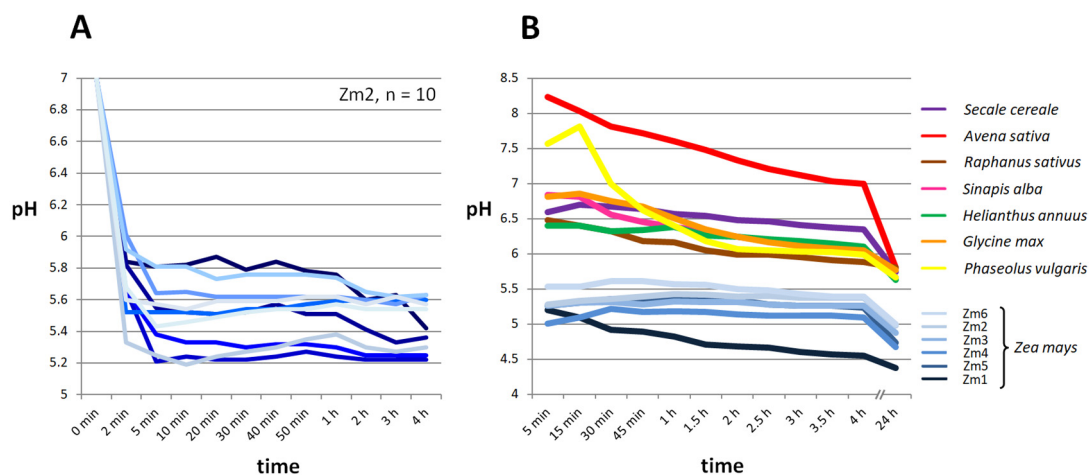 A
Zm2, n = 10
pH
7
6.8
6.6
6.4
6.2
6
5.8
5.6
5.4
5.2
5
0 min
2 min
5 min
10 min
20 min
30 min
40 min
50 min
1 h
2 h
3 h
4 h
time
B
pH
8.5
8
7.5
7
6.5
6
5.5
5
4.5
4
5 min
15 min
30 min
45 min
1 h
1.5 h
2 h
2.5 h
3 h
3.5 h
4 h
24 h
time
Secale cereale
Avena sativa
Raphanus sativus
Sinapis alba
Helianthus annuus
Glycine max
Phaseolus vulgaris
Zm6
Zm2
Zm3
Zm4
Zm5
Zm1
Zea mays